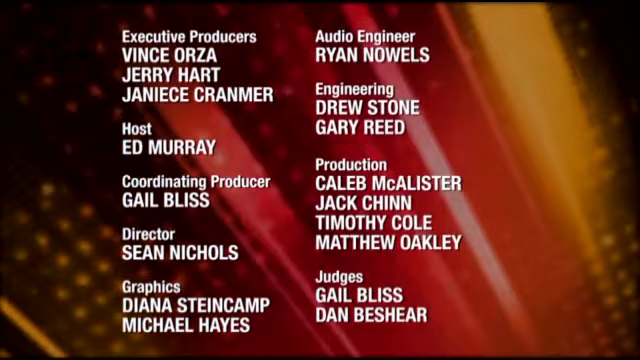 Executive Producers
VINCE ORZA
JERRY HART
JANIECE CRANMER
Host
ED MURRAY
Coordinating Producer
GAIL BLISS
Director
SEAN NICHOLS
Graphics
DIANA STEINCAMP
MICHAEL HAYES
Audio Engineer
RYAN NOWELS
Engineering
DREW STONE
GARY REED
Production
CALEB McALISTER
JACK CHINN
TIMOTHY COLE
MATTHEW OAKLEY
Judges
GAIL BLISS
DAN BESHEAR